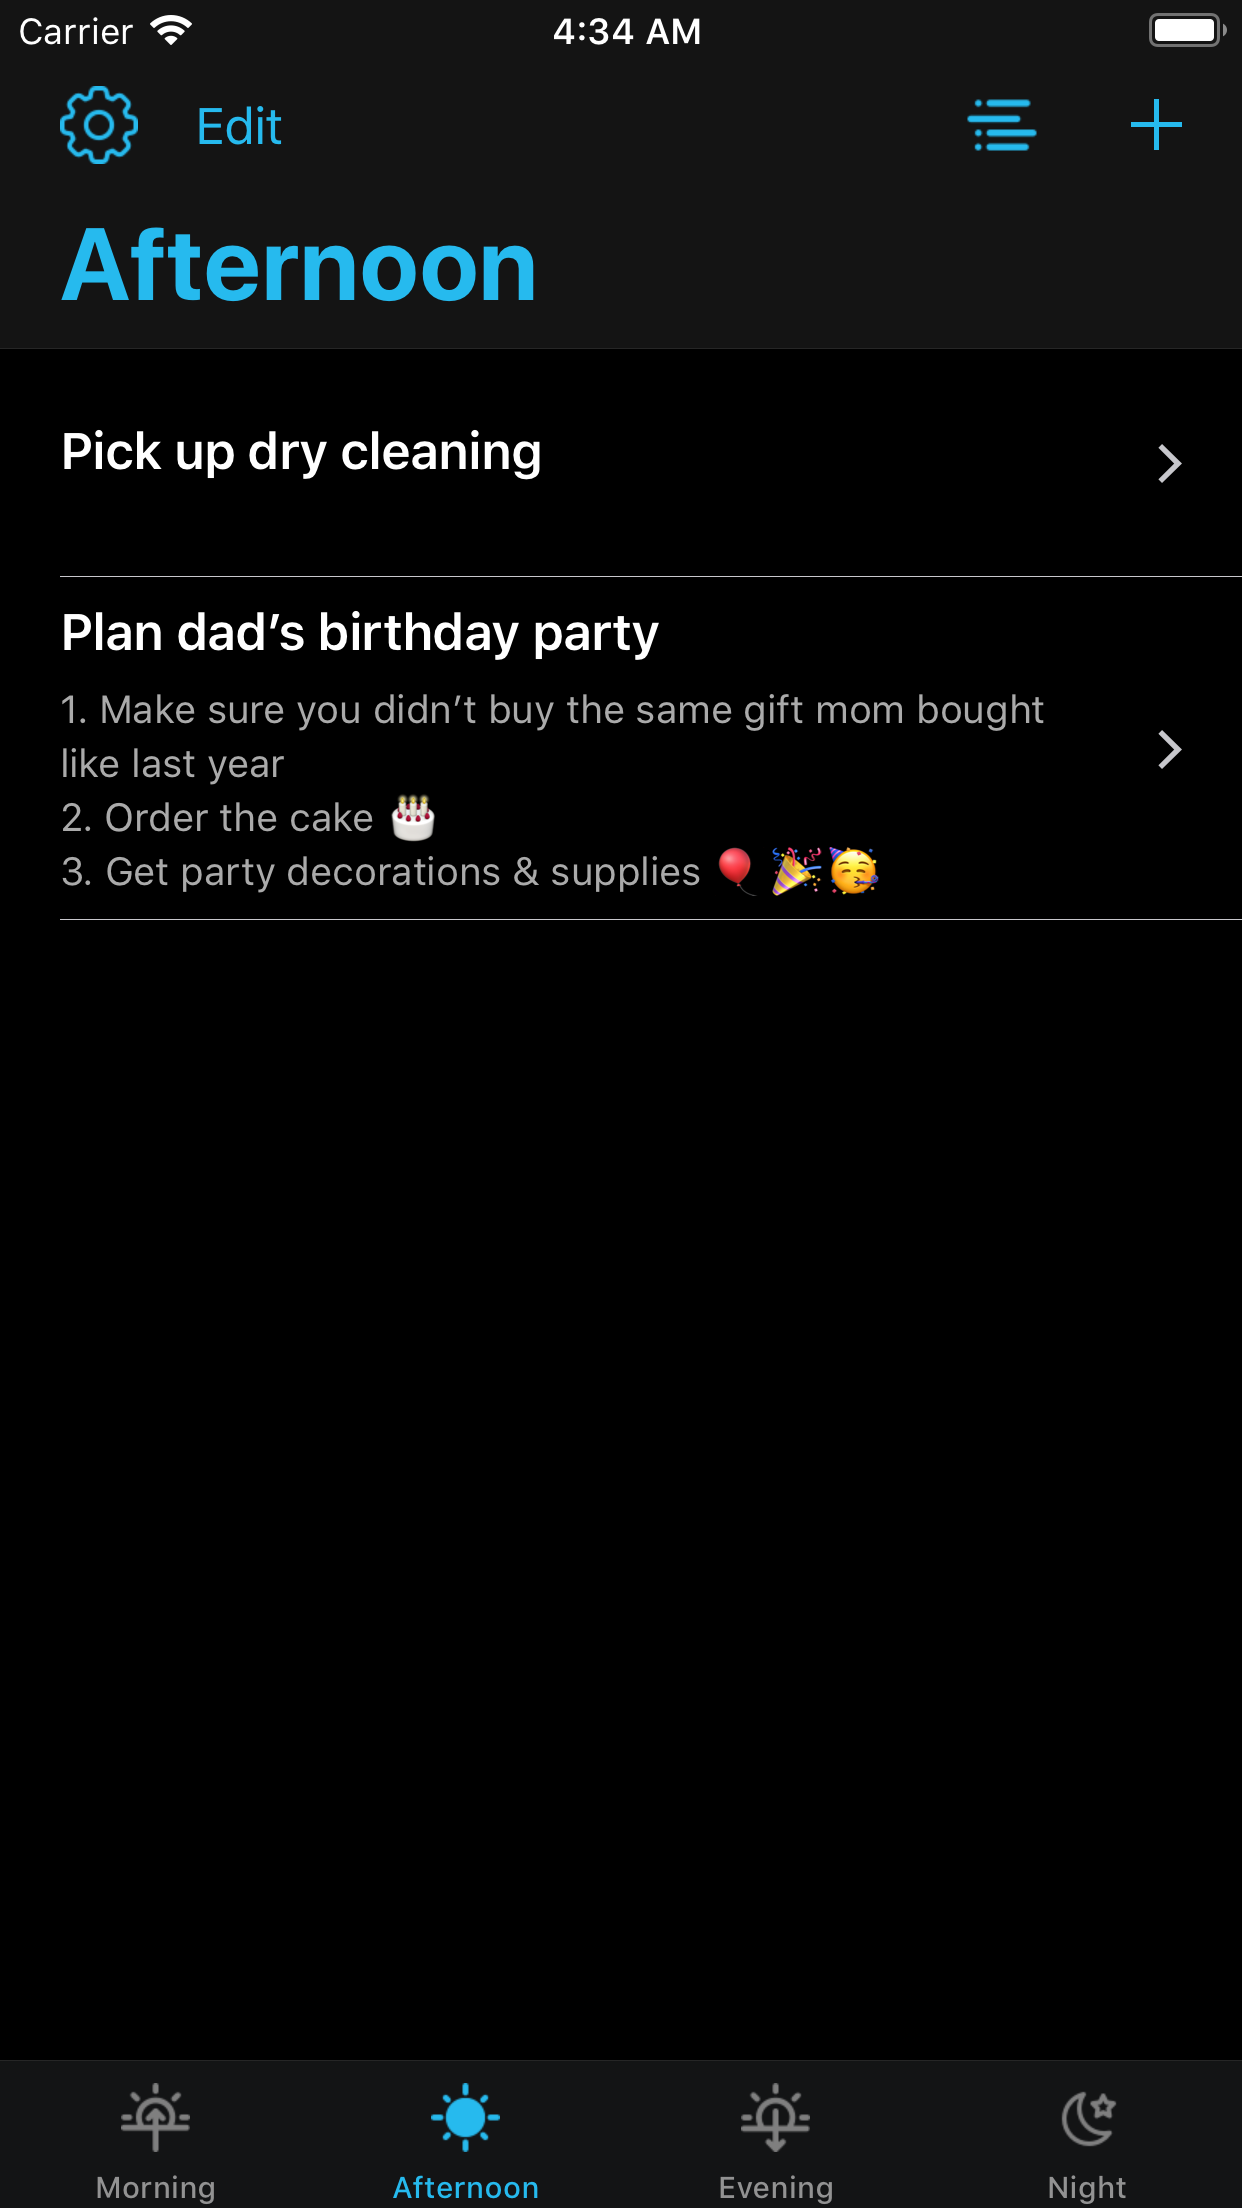 Carrier 4:34 AM
Edit
Afternoon
Pick up dry cleaning
Plan dad’s birthday party
1. Make sure you didn’t buy the same gift mom bought
like last year
2. Order the cake 🎂
3. Get party decorations & supplies 🎈🎉🥳
Morning Afternoon Evening Night